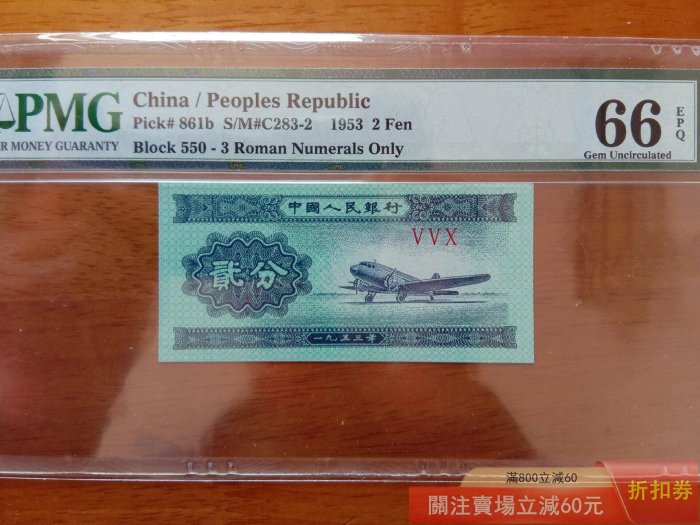 PMG
ER MONEY GUARANTY
China / Peoples Republic
Pick# 861b S/M#C283-2 1953 2 Fen
Block 550 - 3 Roman Numerals Only
66 EPQ
Gem Uncirculated
中國人民銀行
VVX
貳分
一九五三年
滿800立減60
關注賣場立減60元
折扣券